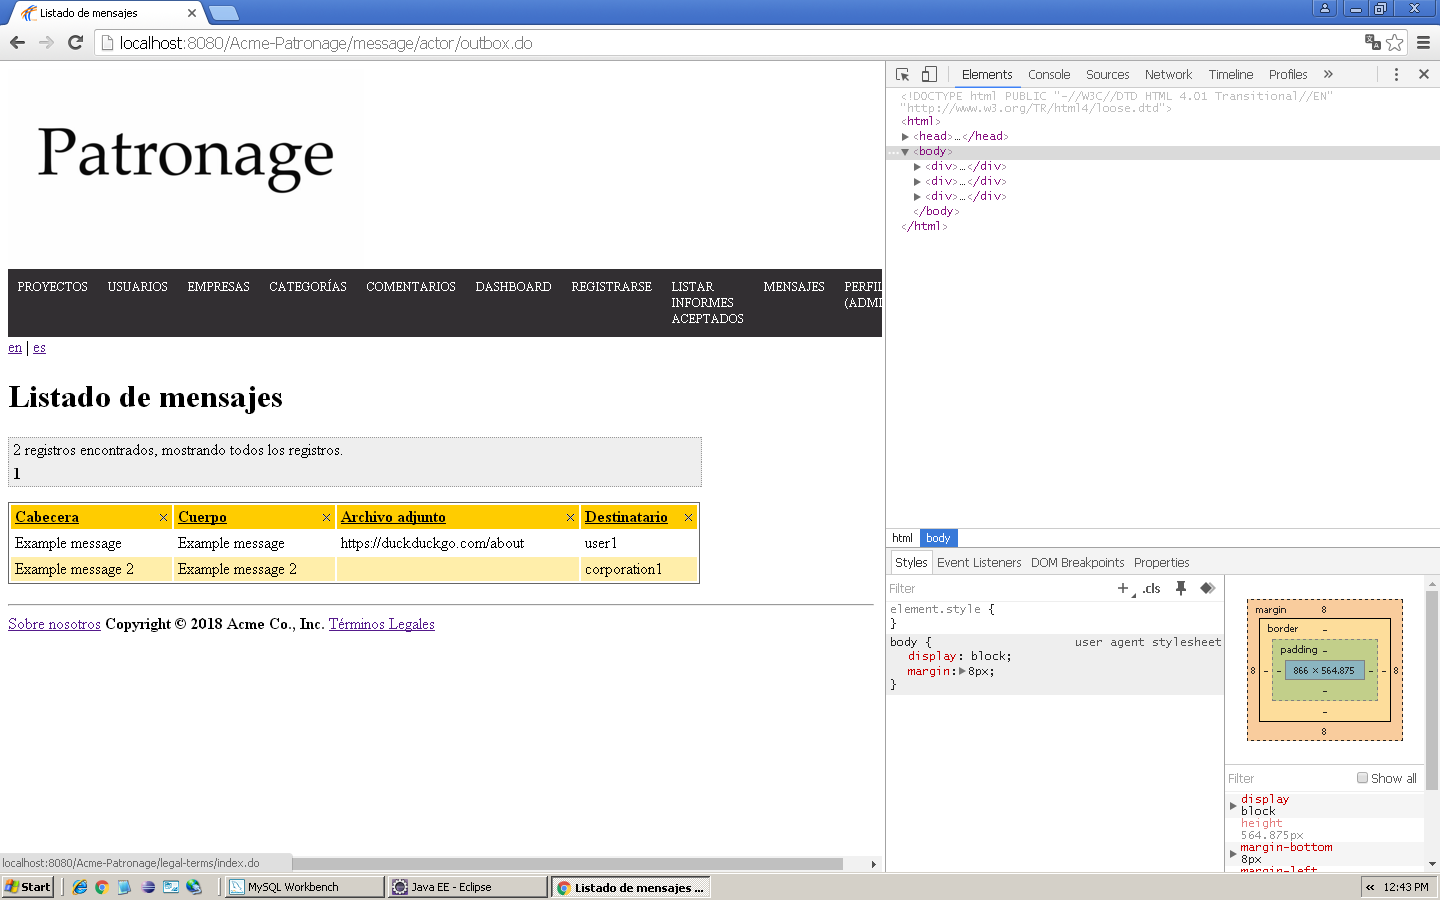 Listado de mensajes
localhost:8080/Acme-Patronage/message/actor/outbox.do
Patronage
PROYECTOS USUARIOS EMPRESAS CATEGORÍAS COMENTARIOS DASHBOARD REGISTRARSE LISTAR INFORMES ACEPTADOS MENSAJES PERFIL (ADMI
en | es
Listado de mensajes
2 registros encontrados, mostrando todos los registros.
1
Cabecera Cuerpo Archivo adjunto Destinatario
Example message Example message https://duckduckgo.com/about user1
Example message 2 Example message 2 corporation1
Sobre nosotros Copyright © 2018 Acme Co., Inc. Términos Legales
localhost:8080/Acme-Patronage/legal-terms/index.do
Elements Console Sources Network Timeline Profiles »
<!DOCTYPE html PUBLIC "-//W3C//DTD HTML 4.01 Transitional//EN"
"http://www.w3.org/TR/html4/loose.dtd">
<html>
<head>…</head>
<body>
<div>…</div>
<div>…</div>
<div>…</div>
</body>
</html>
html body
Styles Event Listeners DOM Breakpoints Properties
Filter + .cls
element.style {
}
body { user agent stylesheet
display: block;
margin: 8px;
}
margin 8
border -
padding -
8 - - 866 × 564.875 - - 8
-
-
8
Filter Show all
display
block
height
564.875px
margin-bottom
8px
margin-left
Start MySQL Workbench Java EE - Eclipse Listado de mensajes ... « 12:43 PM